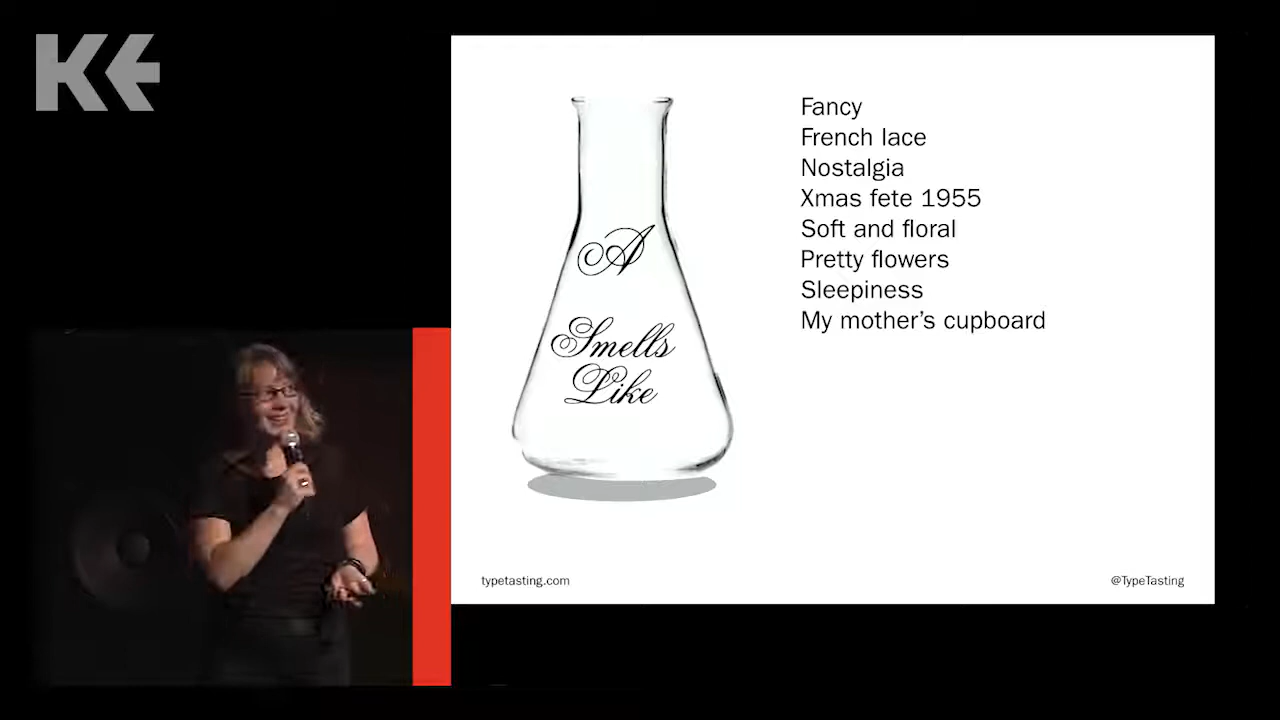 KE
A
Smells
Like
Fancy
French lace
Nostalgia
Xmas fete 1955
Soft and floral
Pretty flowers
Sleepiness
My mother’s cupboard
typetasting.com
@TypeTasting